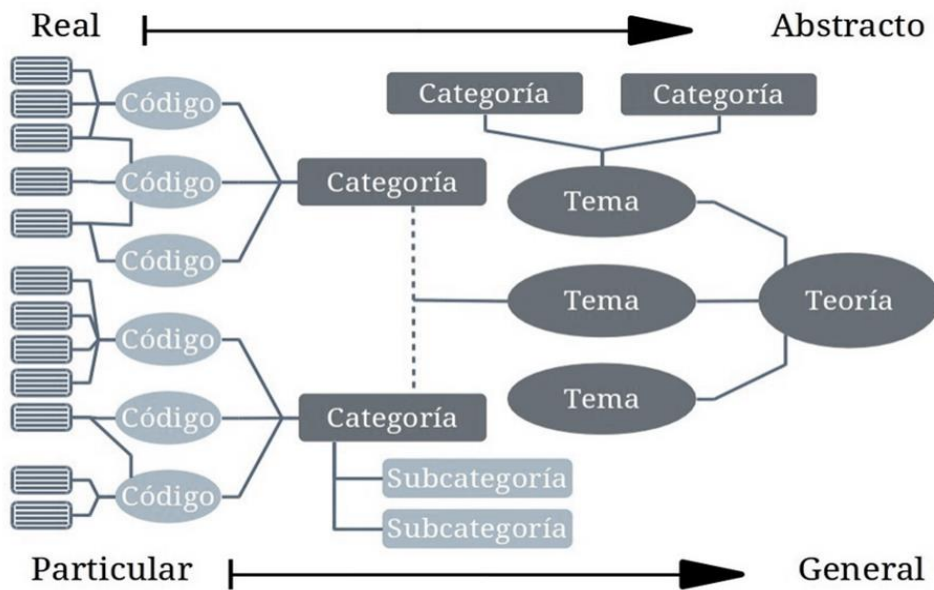 Real
Abstracto
Categoría
Categoría
Código
Código
Categoría
Tema
Código
Tema
Teoría
Código
Código
Categoría
Tema
Subcategoría
Código
Subcategoría
Particular
General